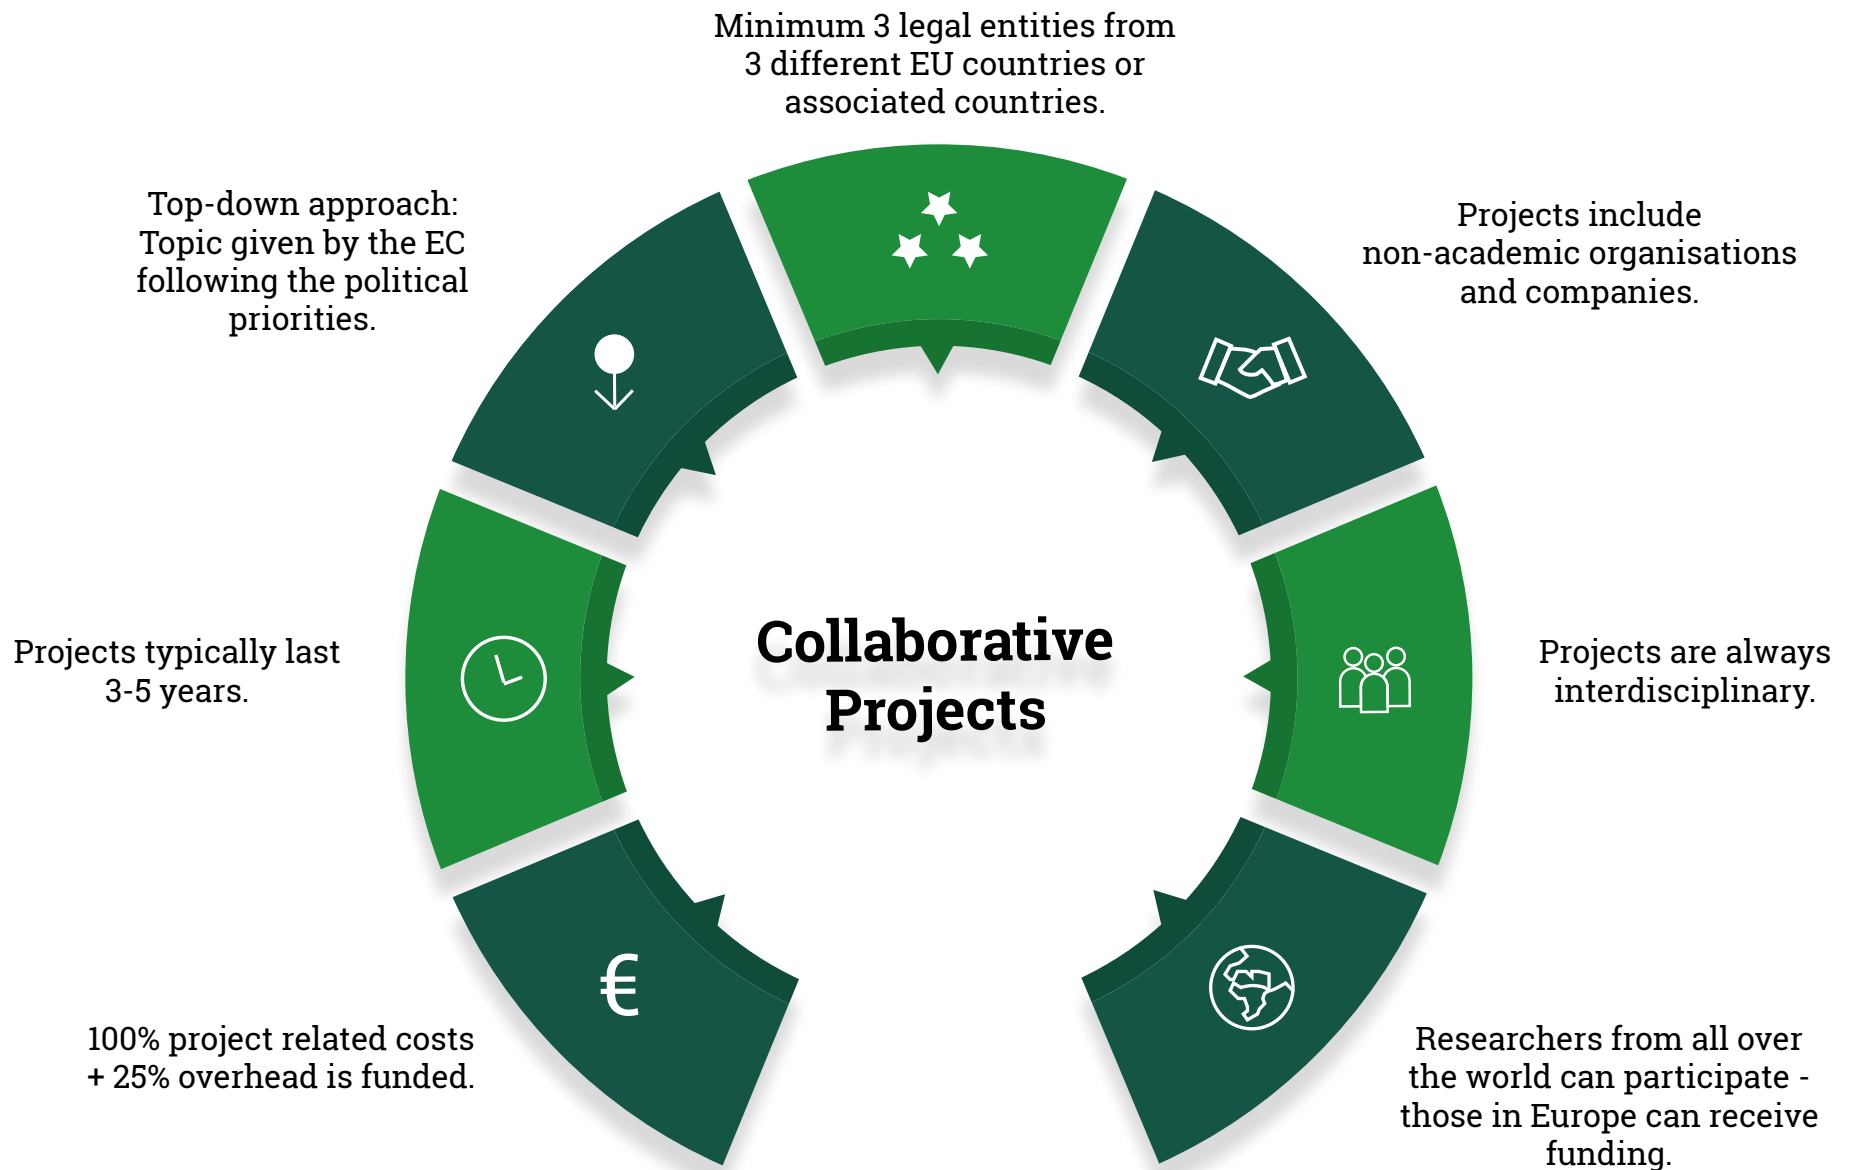 Minimum 3 legal entities from
3 different EU countries or
associated countries.
Top-down approach:
Topic given by the EC
following the political
priorities.
Projects include
non-academic organisations
and companies.
Projects typically last
3-5 years.
Collaborative
Projects
Projects are always
interdisciplinary.
€
100% project related costs
+ 25% overhead is funded.
Researchers from all over
the world can participate -
those in Europe can receive
funding.